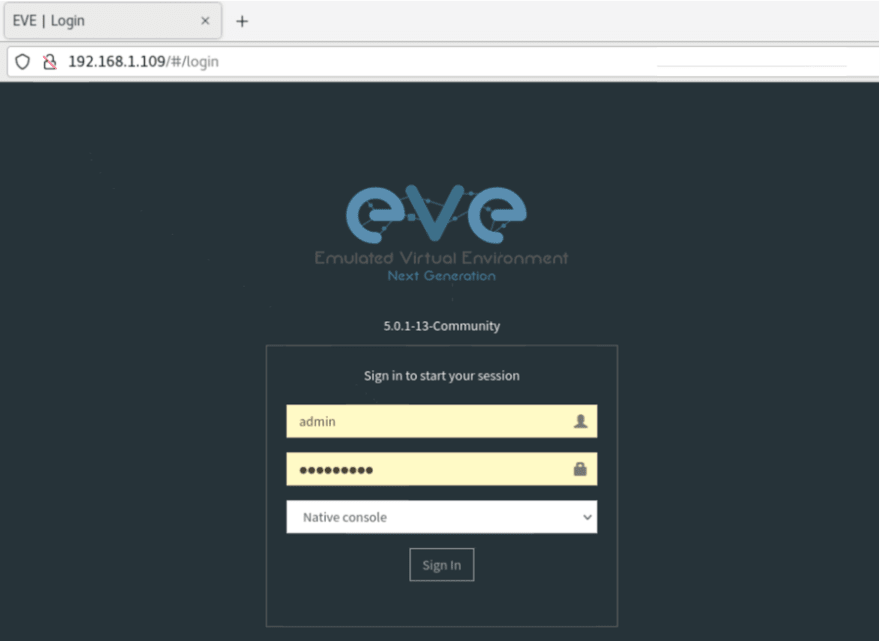 EVE | Login
192.168.1.109/#/login
eve
Emulated Virtual Environment
Next Generation
5.0.1-13-Community
Sign in to start your session
admin
●●●●●●●●●
Native console
Sign In